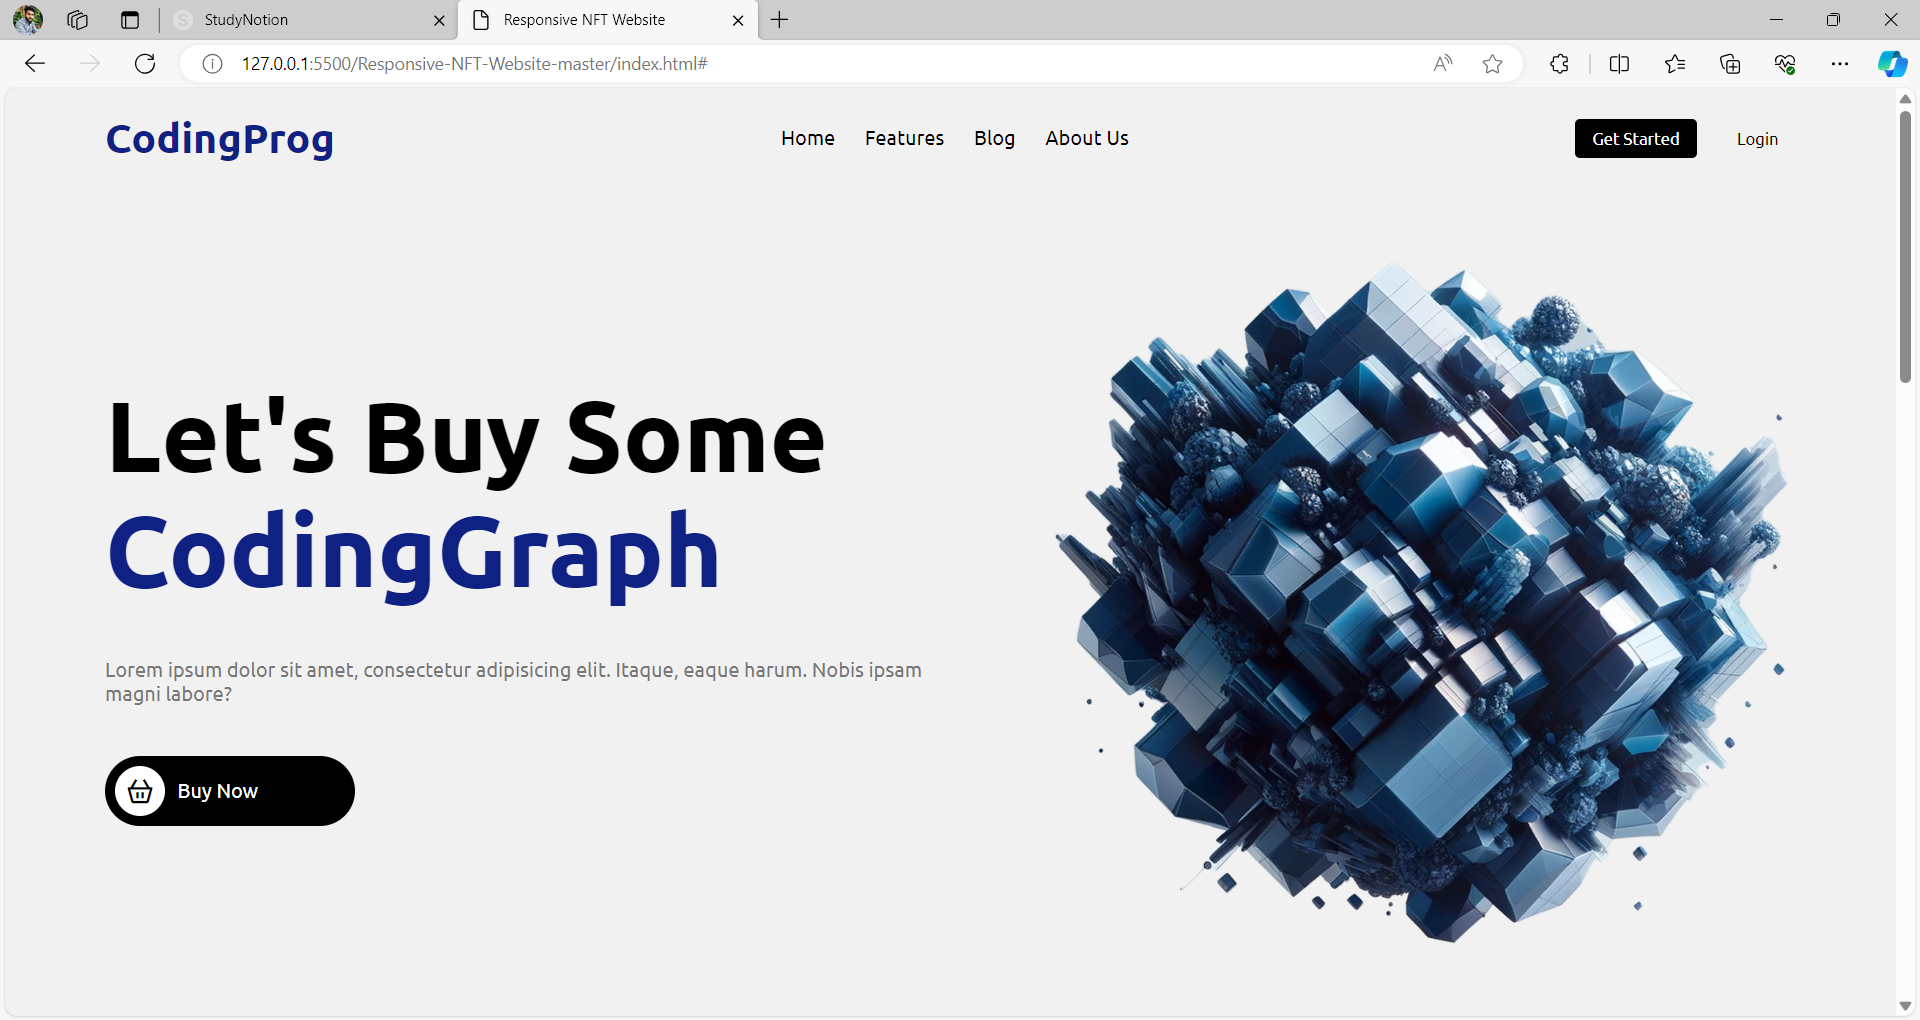 StudyNotion
Responsive NFT Website
127.0.0.1:5500/Responsive-NFT-Website-master/index.html#
CodingProg
Home Features Blog About Us
Get Started Login
Let's Buy Some
CodingGraph
Lorem ipsum dolor sit amet, consectetur adipisicing elit. Itaque, eaque harum. Nobis ipsam
magni labore?
Buy Now